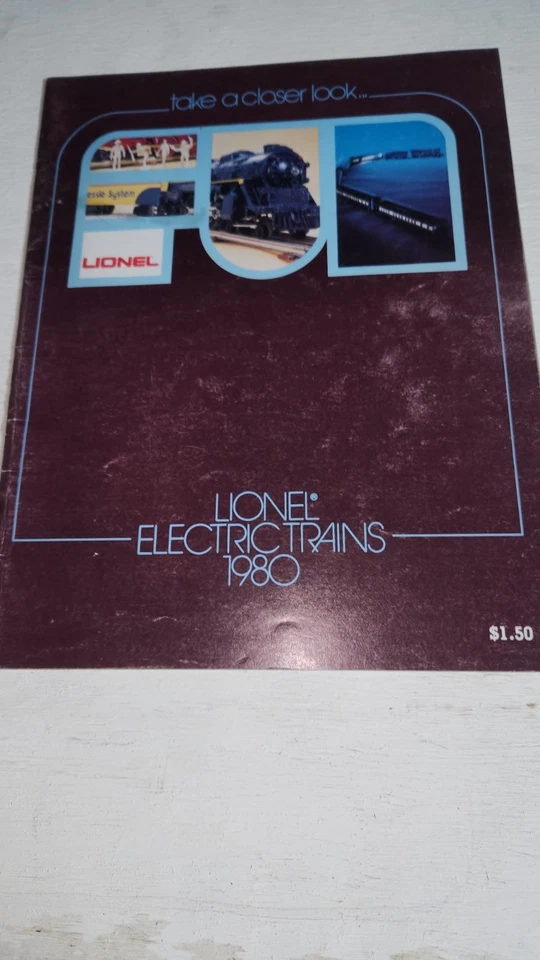 take a closer look...
essie System
LIONEL
LIONEL®
ELECTRIC TRAINS
1980
$1.50